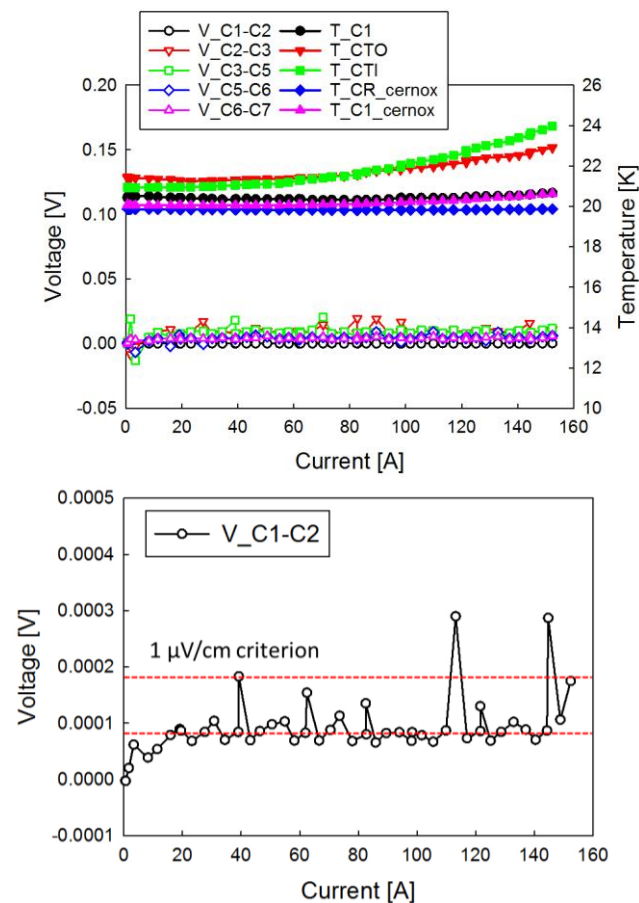 V_C1-C2 T_C1
V_C2-C3 T_CTO
V_C3-C5 T_CTI
V_C5-C6 T_CR_cernox
V_C6-C7 T_C1_cernox
0.20 26
24
0.15 22
0.10 20
18
0.05 16
0.00 14
12
-0.05 10
Voltage [V]
Temperature [K]
0 20 40 60 80 100 120 140 160
Current [A]
0.0005
V_C1-C2
0.0004
0.0003
1 µV/cm criterion
0.0002
0.0001
0.0000
-0.0001
Voltage [V]
0 20 40 60 80 100 120 140 160
Current [A]